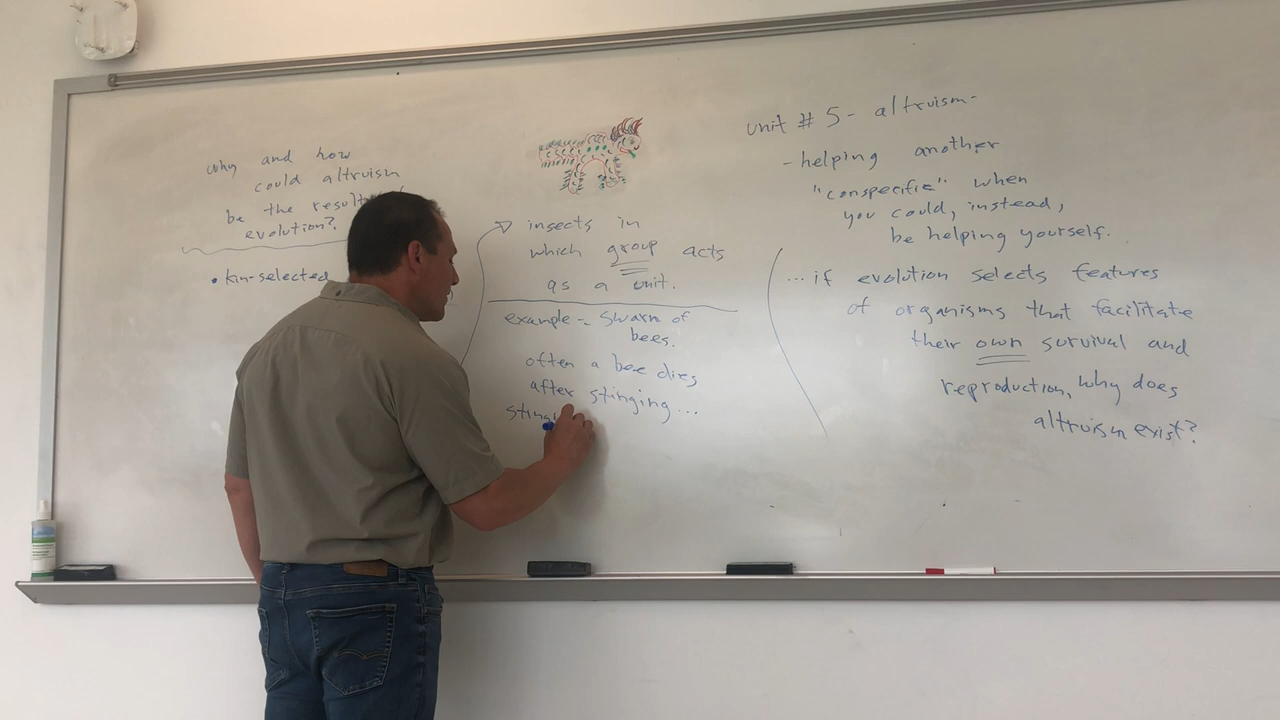 why and how
could altruism
be the result
evolution?
• kin-selected
insects in
which group acts
as a unit.
example - swarm of
bees.
often a bee dies
after stinging...
unit # 5 - altruism -
- helping another
"conspecific" when
you could, instead,
be helping yourself.
... if evolution selects features
of organisms that facilitate
their own survival and
reproduction, why does
altruism exist?